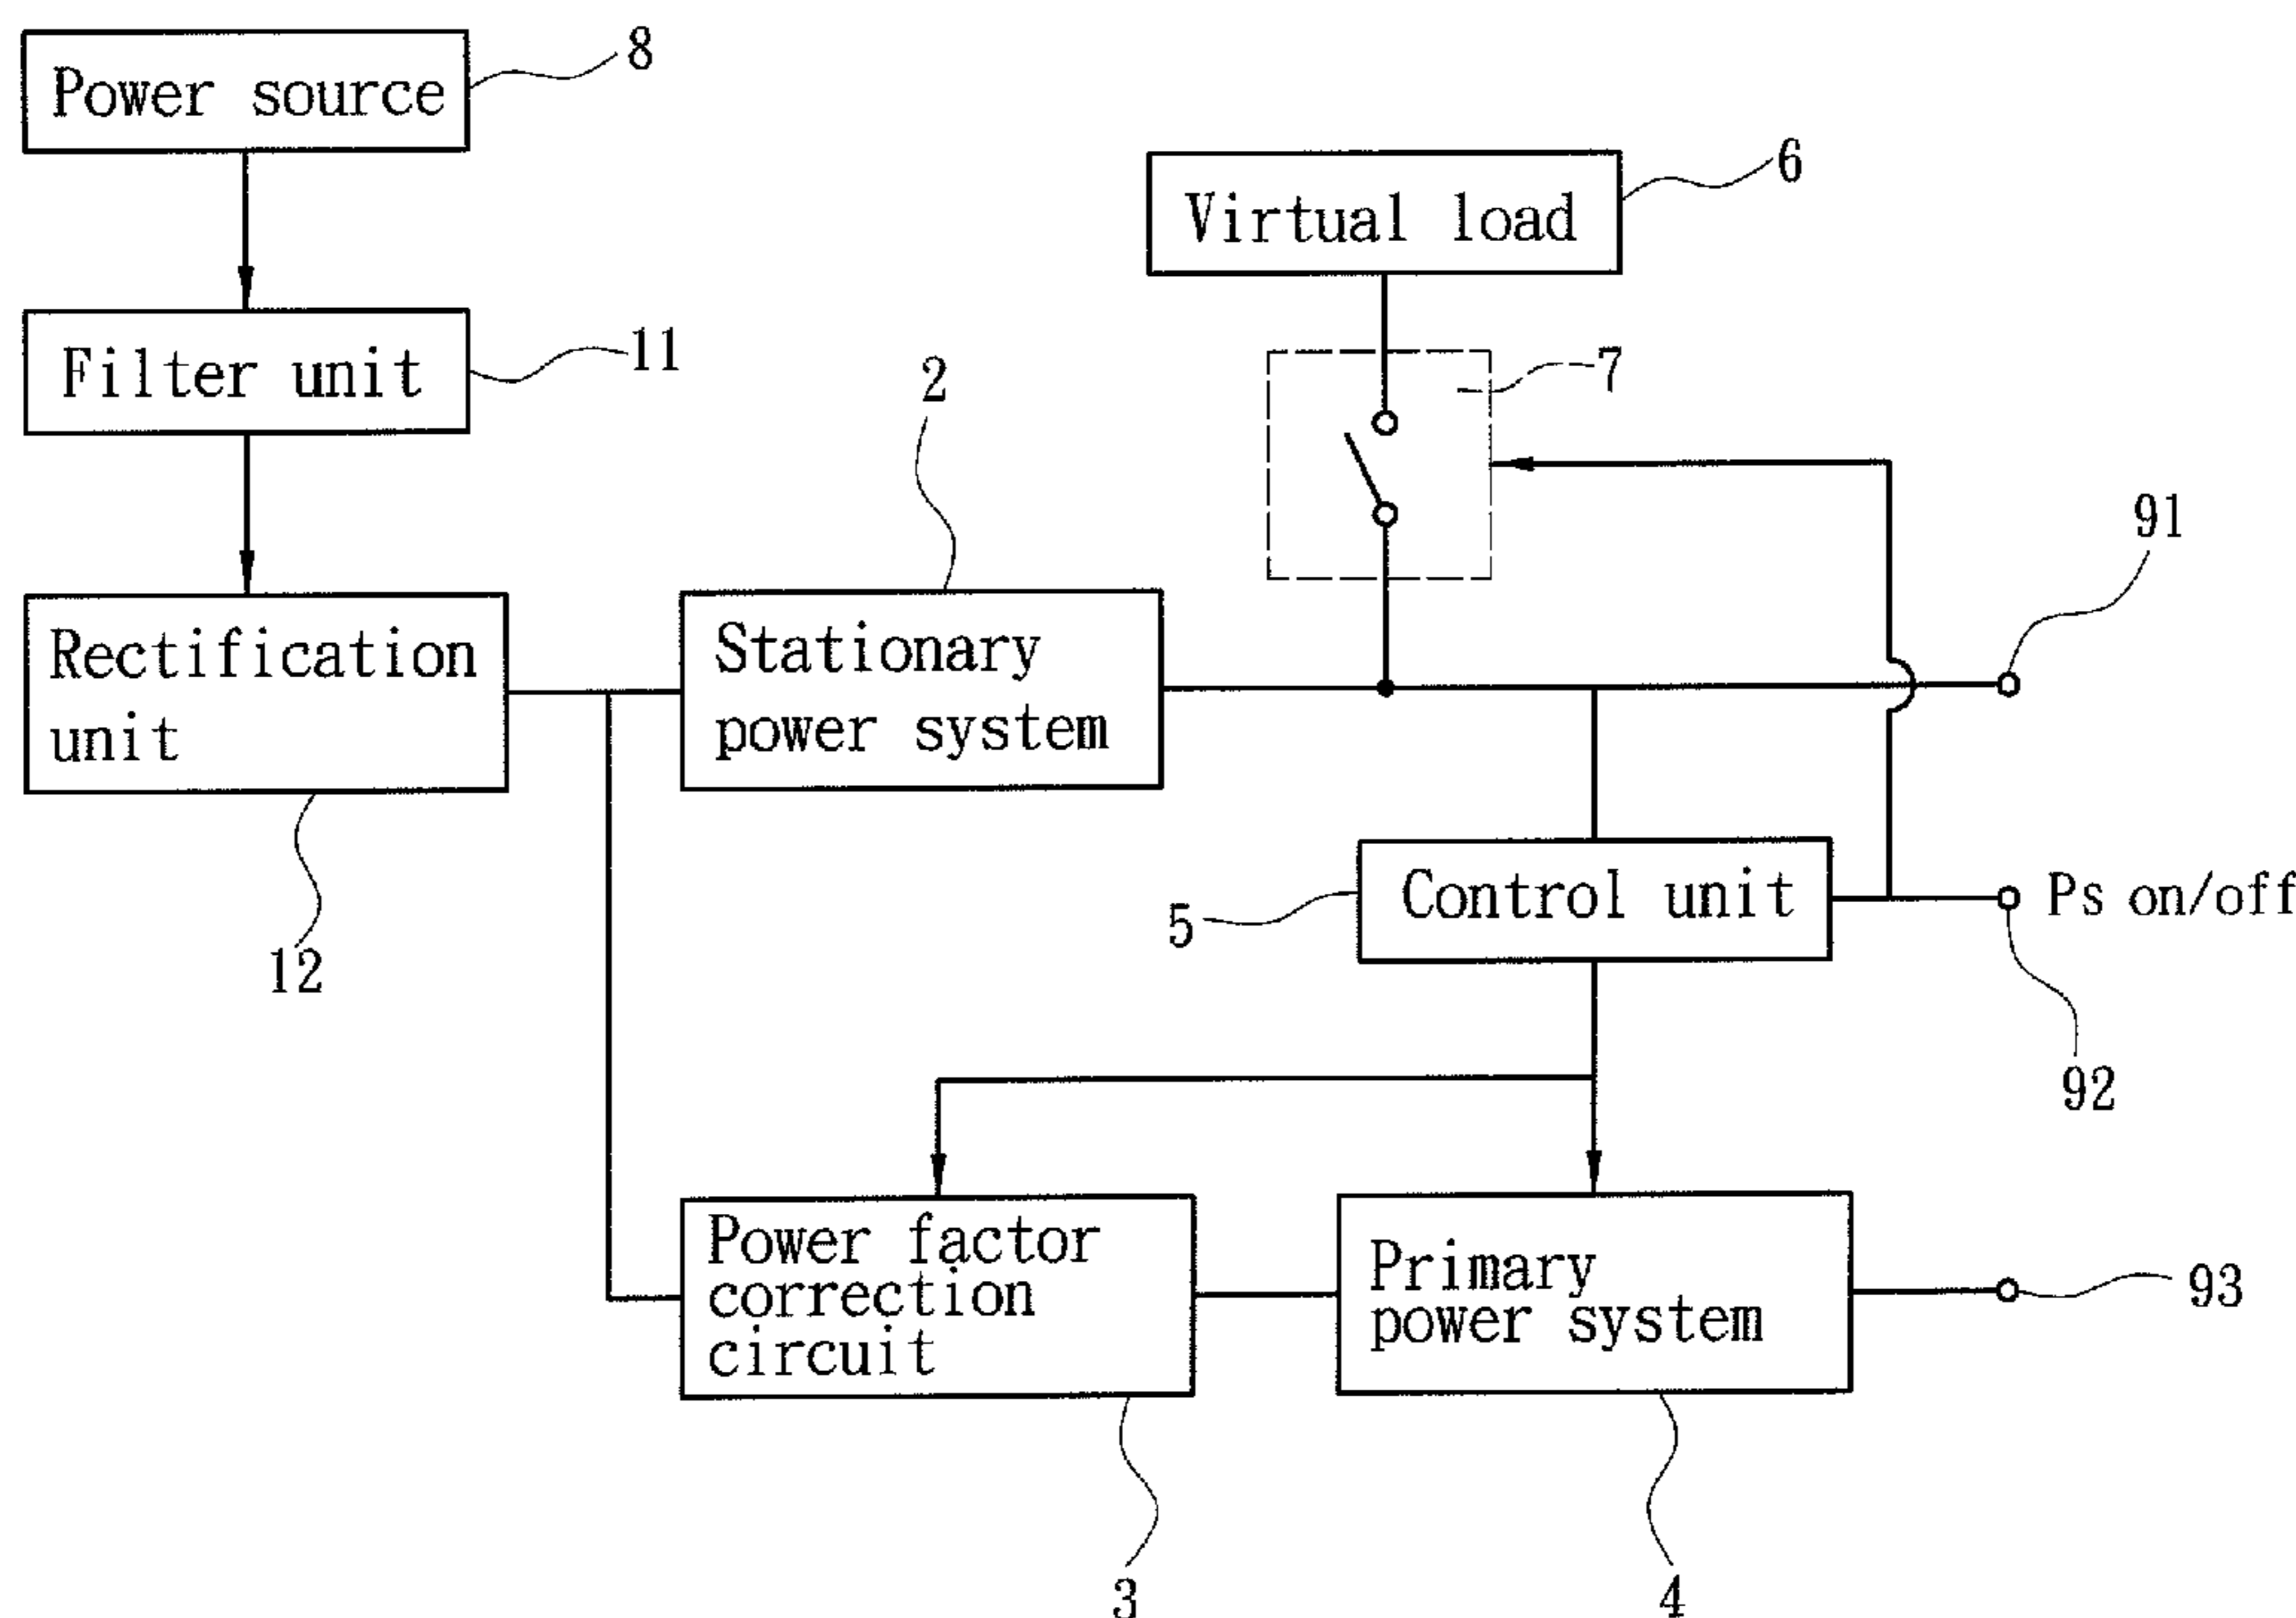 Power source
8
Virtual load
6
Filter unit
11
7
2
91
Rectification
unit
12
Stationary
power system
Control unit
5
Ps on/off
92
Power factor
correction
circuit
3
Primary
power system
4
93